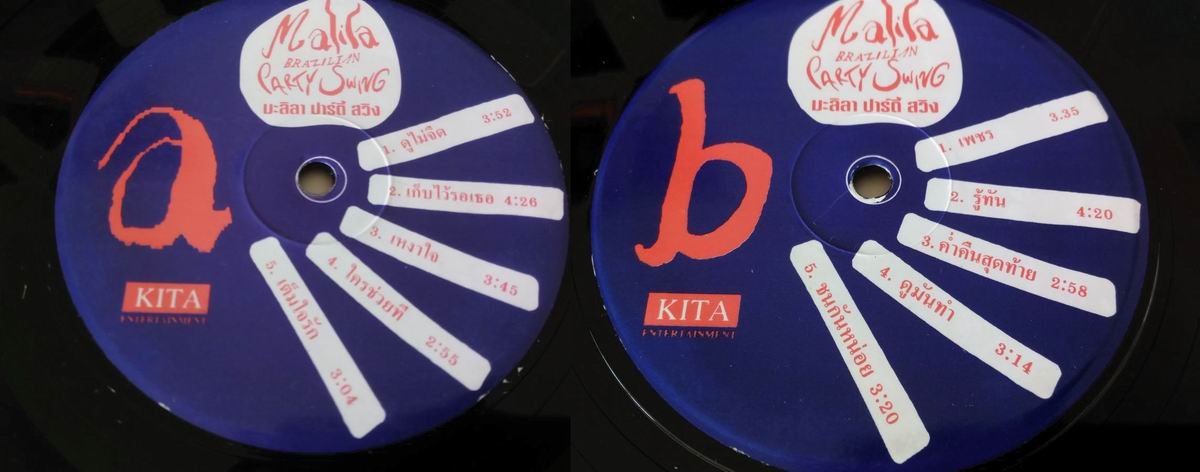 MaliLa
BRAZILIAN
PARTY SWING
มะลิลา ปาร์ตี้ สวิง
a
1. ดูไม่จืด 3:52
2. เก็บไว้รอเธอ 4:26
3. เหงาใจ 3:45
4. ใครช่วยที 2:55
5. เต็มใจรัก 3:04
KITA
ENTERTAINMENT
MaliLa
BRAZILIAN
PARTY SWING
มะลิลา ปาร์ตี้ สวิง
b
1. เพชร 3.35
2. รู้ทัน 4:20
3. ค่ำคืนสุดท้าย 2:58
4. ดูมันทำ 3:14
5. ชนกันหน่อย 3:20
KITA
ENTERTAINMENT